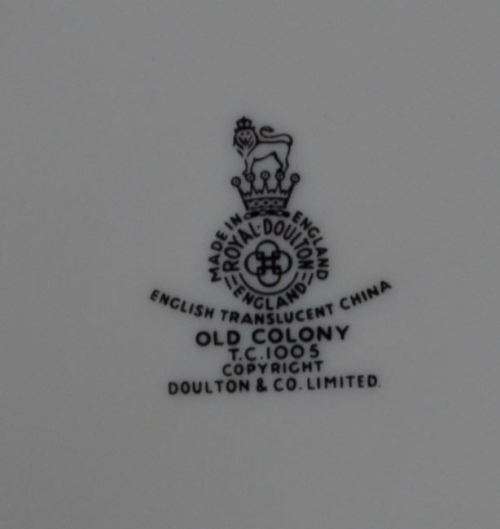 MADE IN ENGLAND
ROYAL DOULTON
ENGLAND
ENGLISH TRANSLUCENT CHINA
OLD COLONY
T.C.1005
COPYRIGHT
DOULTON & CO. LIMITED.